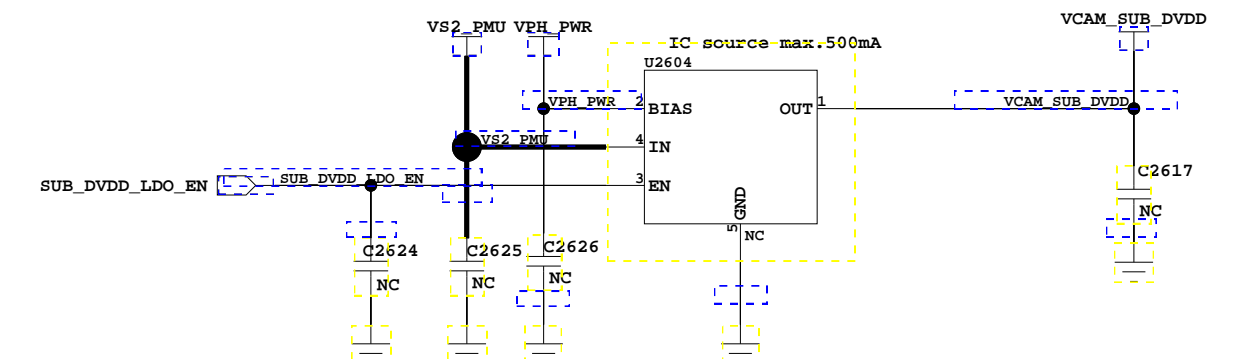 VS2_PMU VPH_PWR
VCAM_SUB_DVDD
IC source max.500mA
U2604
VPH_PWR 2 BIAS
OUT 1 VCAM_SUB_DVDD
VS2_PMU 4 IN
SUB_DVDD_LDO_EN SUB_DVDD_LDO_EN 3 EN
C2617
NC
GND
5 NC
C2624 C2625 C2626
NC NC NC